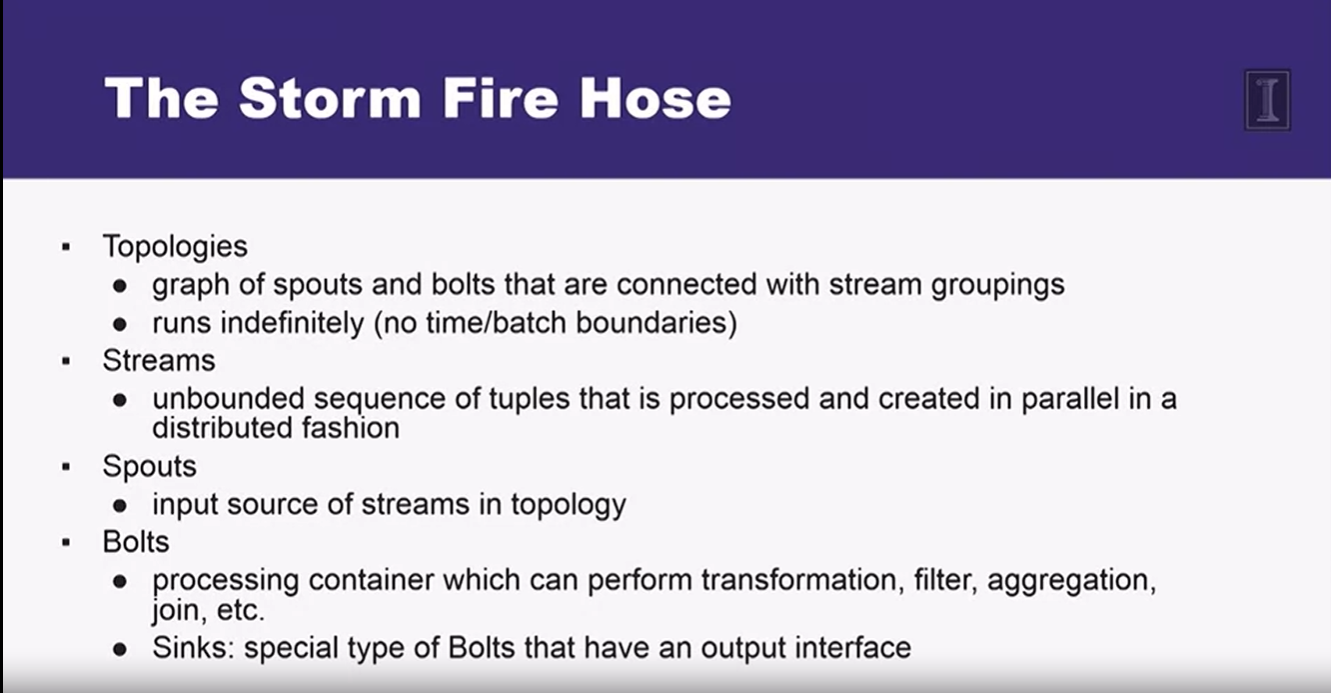 The Storm Fire Hose
I
▪ Topologies
● graph of spouts and bolts that are connected with stream groupings
● runs indefinitely (no time/batch boundaries)
▪ Streams
● unbounded sequence of tuples that is processed and created in parallel in a
distributed fashion
▪ Spouts
● input source of streams in topology
▪ Bolts
● processing container which can perform transformation, filter, aggregation,
join, etc.
● Sinks: special type of Bolts that have an output interface